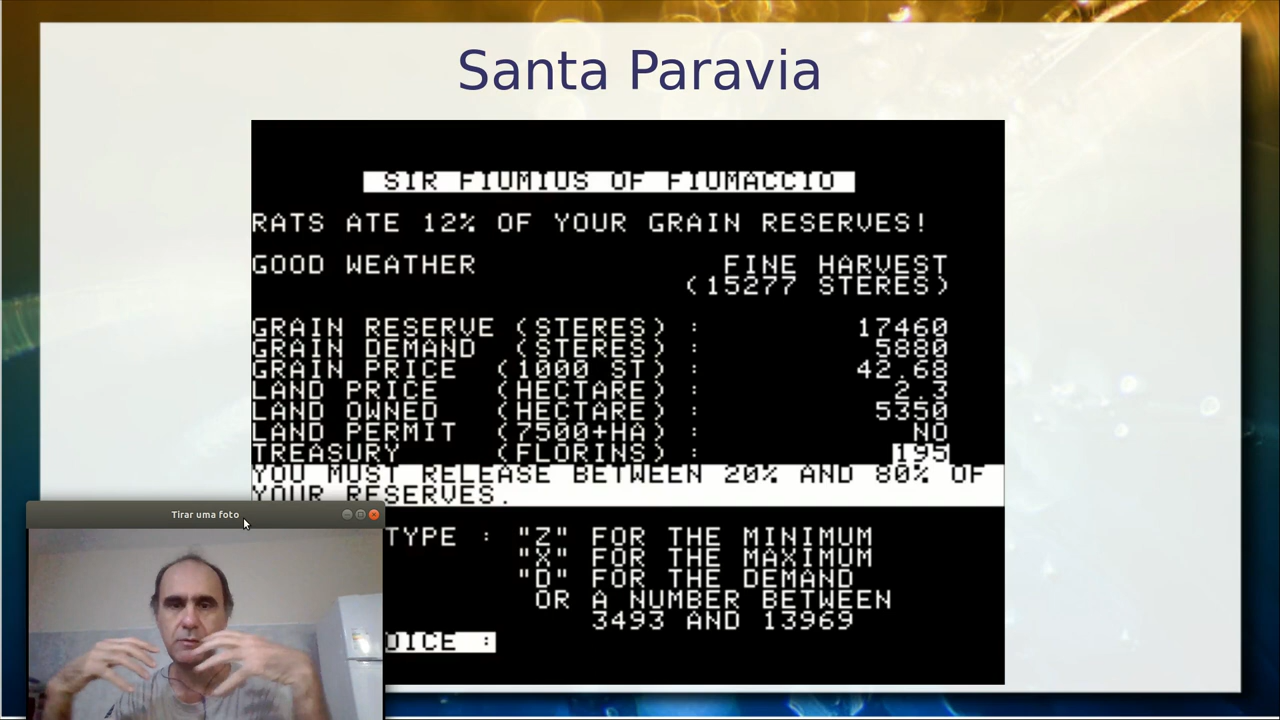 Santa Paravia
SIR FIUMIUS OF FIUMACCIO
RATS ATE 12% OF YOUR GRAIN RESERVES!
GOOD WEATHER FINE HARVEST
(15277 STERES)
GRAIN RESERVE (STERES) : 17460
GRAIN DEMAND (STERES) : 5880
GRAIN PRICE (1000 ST) : 42.68
LAND PRICE (HECTARE) : 2.3
LAND OWNED (HECTARE) : 5350
LAND PERMIT (7500+HA) : NO
TREASURY (FLORINS) : 195
YOU MUST RELEASE BETWEEN 20% AND 80% OF
YOUR RESERVES.
Tirar uma foto
TYPE : "Z" FOR THE MINIMUM
"X" FOR THE MAXIMUM
"D" FOR THE DEMAND
OR A NUMBER BETWEEN
3493 AND 13969
OICE :